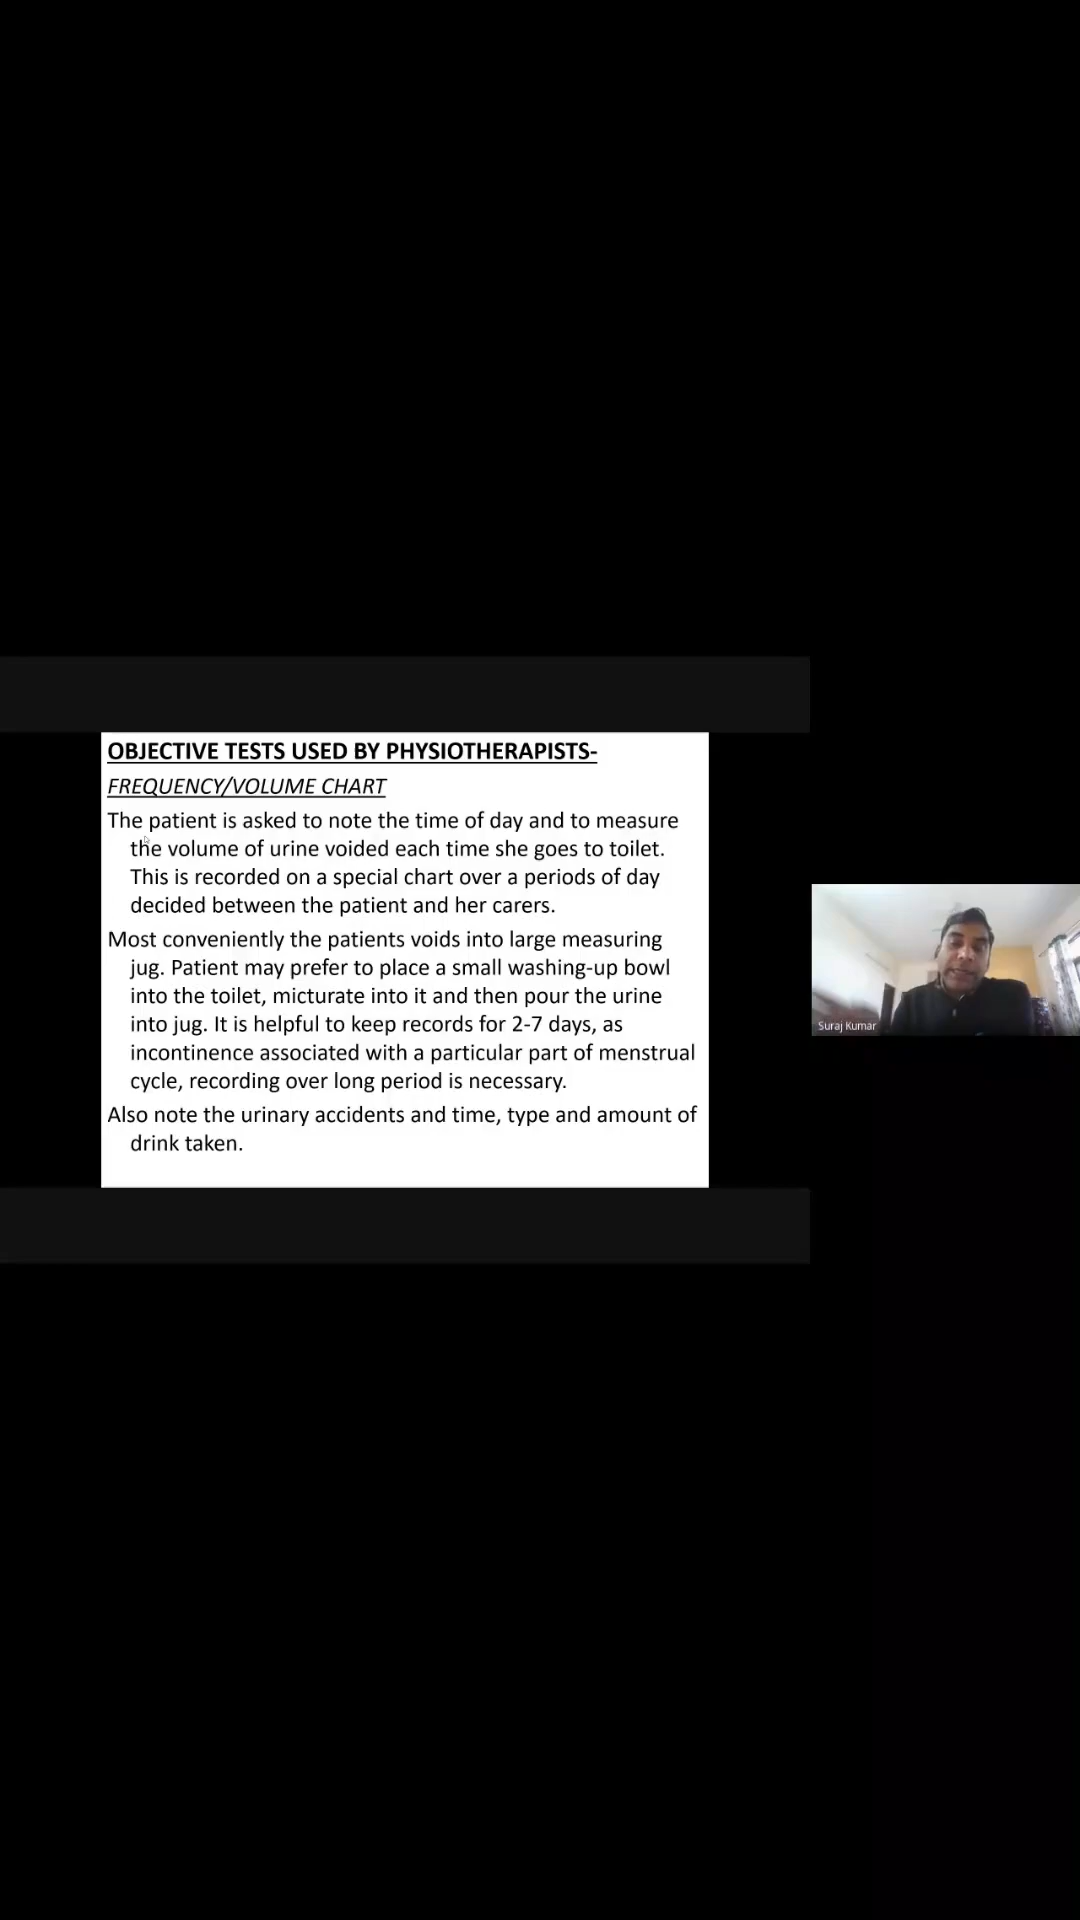 OBJECTIVE TESTS USED BY PHYSIOTHERAPISTS-
FREQUENCY/VOLUME CHART
The patient is asked to note the time of day and to measure
the volume of urine voided each time she goes to toilet.
This is recorded on a special chart over a periods of day
decided between the patient and her carers.
Most conveniently the patients voids into large measuring
jug. Patient may prefer to place a small washing-up bowl
into the toilet, micturate into it and then pour the urine
into jug. It is helpful to keep records for 2-7 days, as
incontinence associated with a particular part of menstrual
cycle, recording over long period is necessary.
Also note the urinary accidents and time, type and amount of
drink taken.
Suraj Kumar